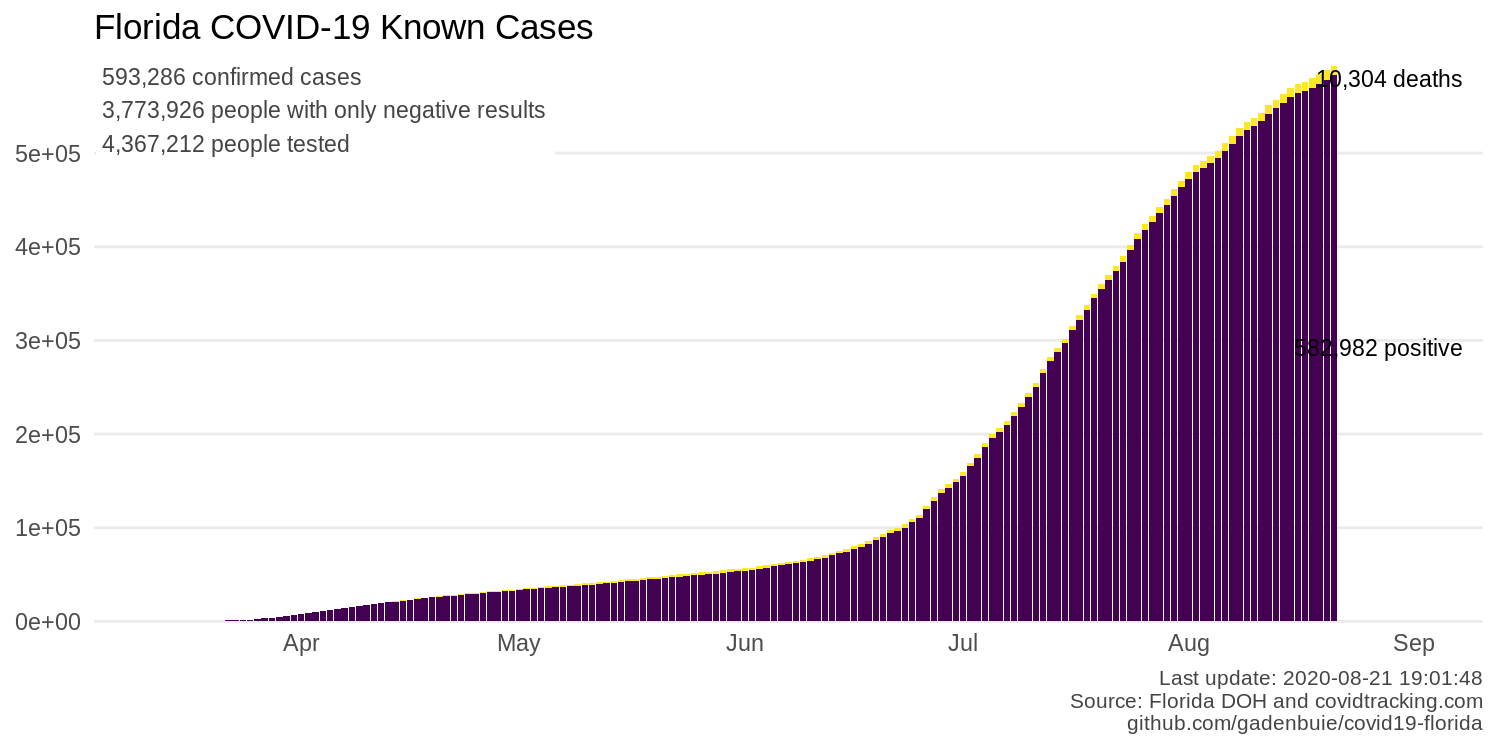 Florida COVID-19 Known Cases
593,286 confirmed cases
3,773,926 people with only negative results
4,367,212 people tested
10,304 deaths
582,982 positive
5e+05
4e+05
3e+05
2e+05
1e+05
0e+00
Apr May Jun Jul Aug Sep
Last update: 2020-08-21 19:01:48
Source: Florida DOH and covidtracking.com
github.com/gadenbuie/covid19-florida